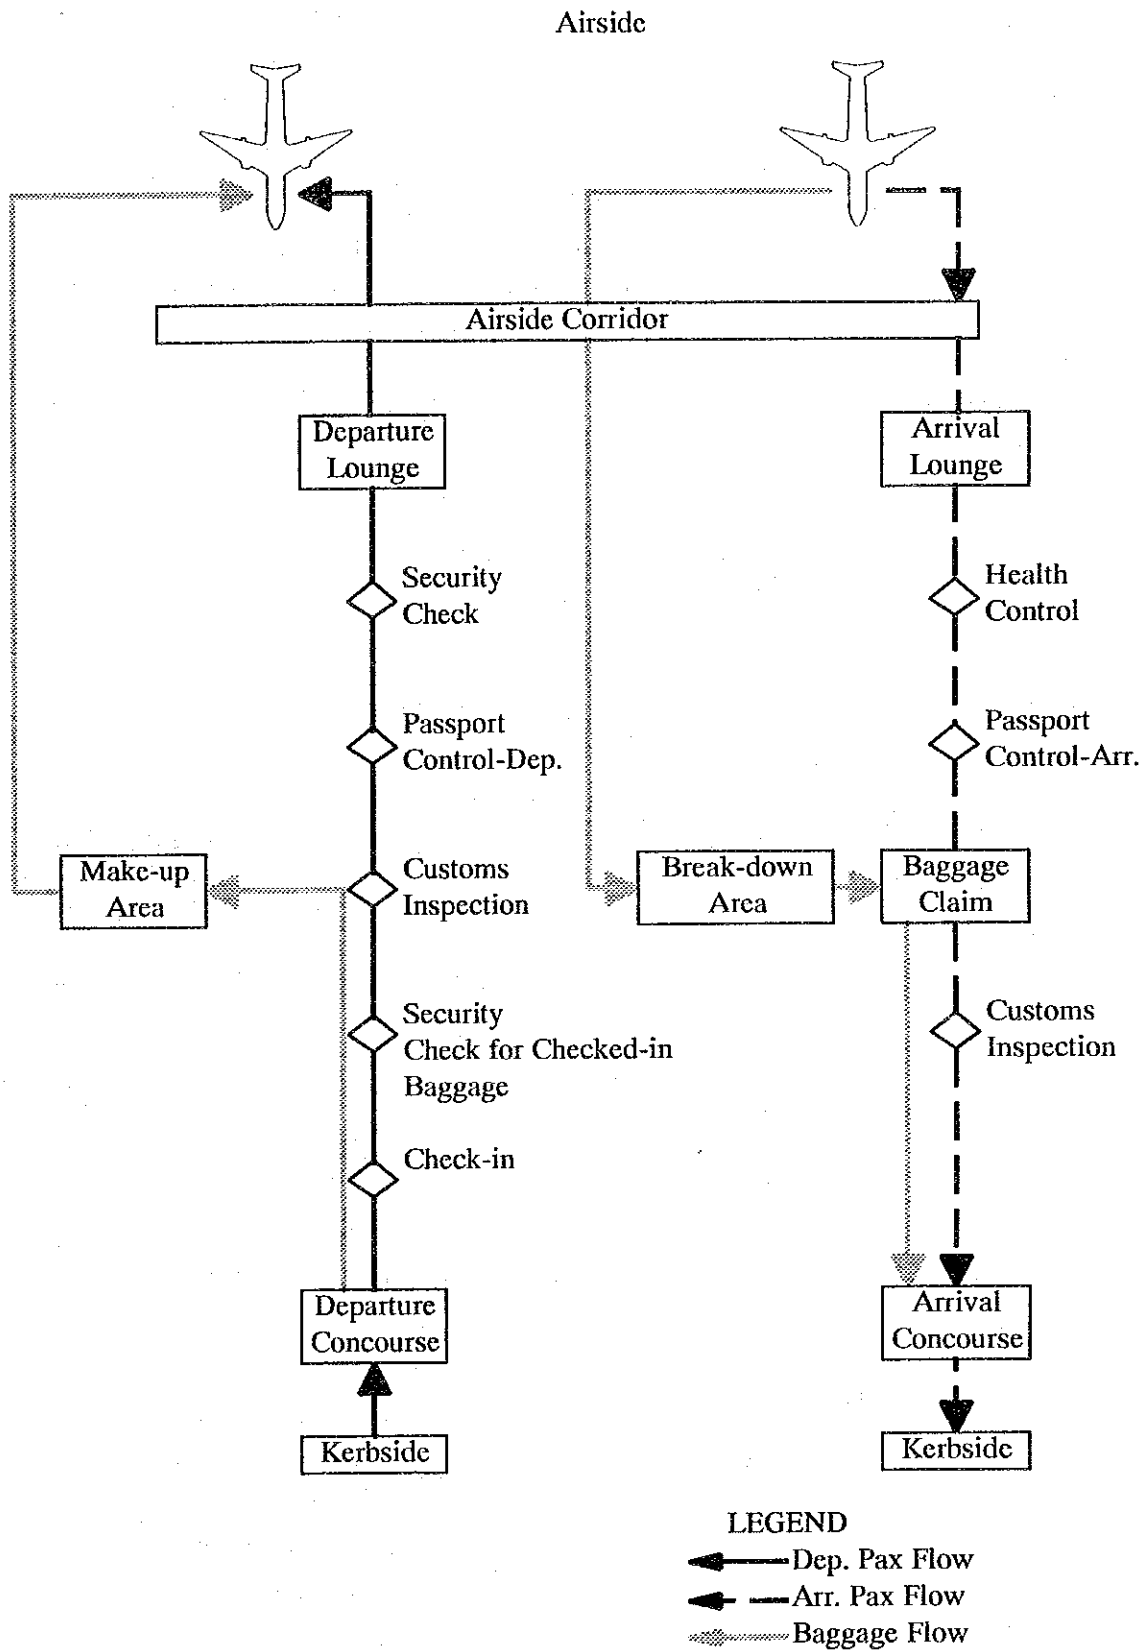 Airside
Airside Corridor
Departure
Lounge
Arrival
Lounge
Security
Check
Health
Control
Passport
Control-Dep.
Passport
Control-Arr.
Make-up
Area
Customs
Inspection
Break-down
Area
Baggage
Claim
Security
Check for Checked-in
Baggage
Customs
Inspection
Check-in
Departure
Concourse
Arrival
Concourse
Kerbside
Kerbside
LEGEND
Dep. Pax Flow
Arr. Pax Flow
Baggage Flow